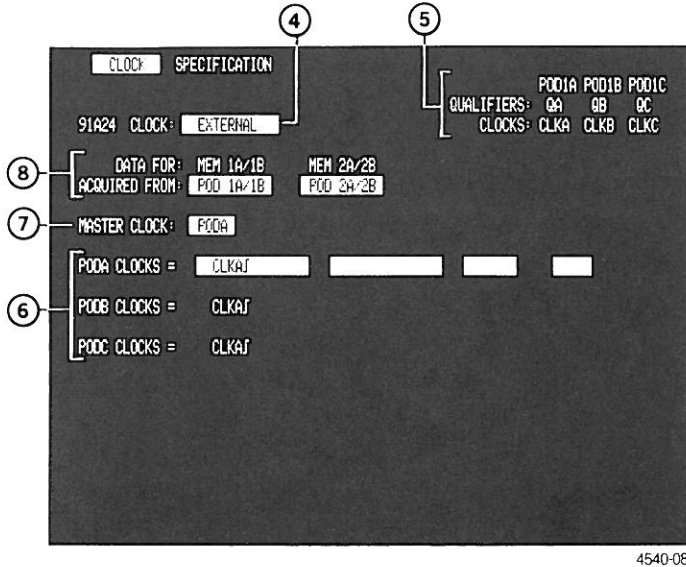 4 5
CLOCK SPECIFICATION
POD1A POD1B POD1C
QUALIFIERS: QA QB QC
CLOCKS: CLKA CLKB CLKC
91A24 CLOCK: EXTERNAL
8
DATA FOR: MEM 1A/1B MEM 2A/2B
ACQUIRED FROM: POD 1A/1B POD 2A/2B
7
MASTER CLOCK: PODA
6
PODA CLOCKS = CLKA∫
PODB CLOCKS = CLKA∫
PODC CLOCKS = CLKA∫
4540-08